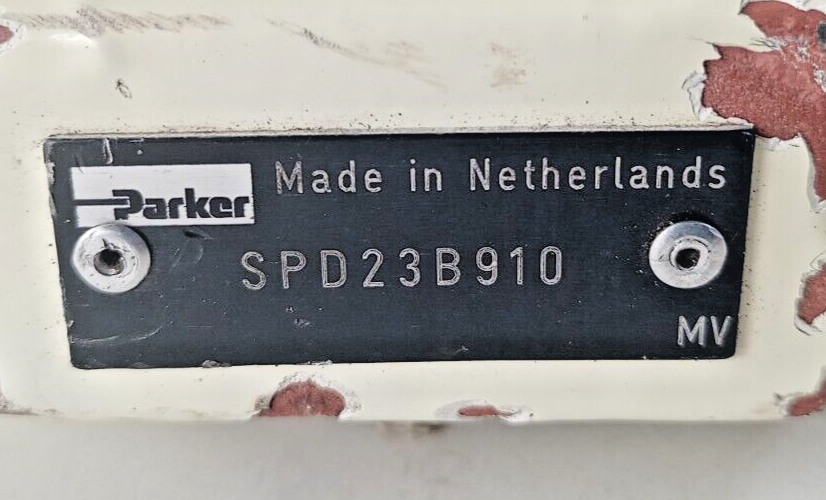 Parker Made in Netherlands
SPD23B910
MV